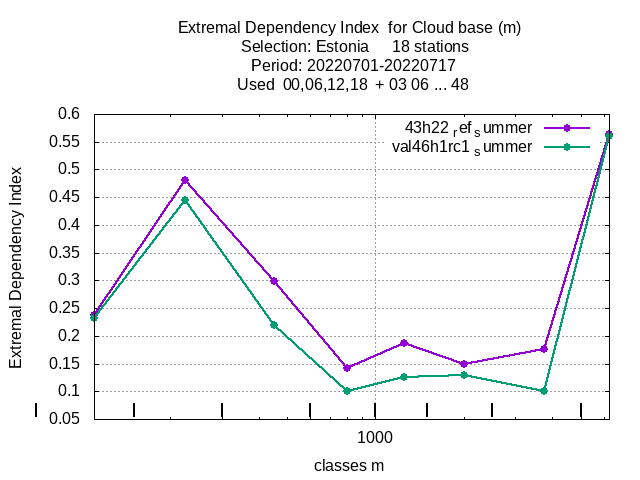 Extremal Dependency Index for Cloud base (m)
Selection: Estonia 18 stations
Period: 20220701-20220717
Used 00,06,12,18 + 03 06 ... 48
43h22 ref summer
val46h1rc1 summer
Extremal Dependency Index
0.6
0.55
0.5
0.45
0.4
0.35
0.3
0.25
0.2
0.15
0.1
0.05
1000
classes m